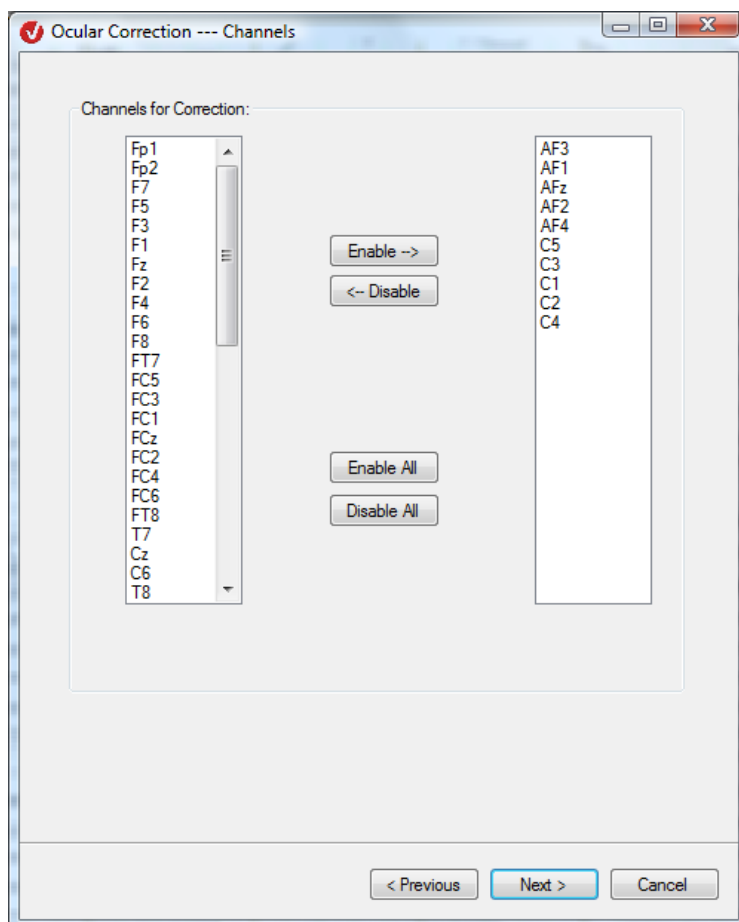 Ocular Correction --- Channels
Channels for Correction:
Fp1
Fp2
F7
F5
F3
F1
Fz
F2
F4
F6
F8
FT7
FC5
FC3
FC1
FCz
FC2
FC4
FC6
FT8
T7
Cz
C6
T8
Enable -->
<-- Disable
Enable All
Disable All
AF3
AF1
AFz
AF2
AF4
C5
C3
C1
C2
C4
< Previous
Next >
Cancel